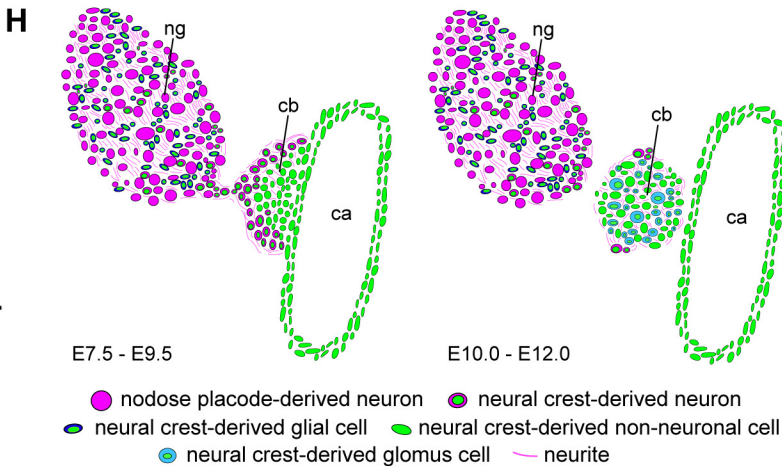 H
ng
cb
ca
E7.5 - E9.5
ng
cb
ca
E10.0 - E12.0
nodose placode-derived neuron
neural crest-derived neuron
neural crest-derived glial cell
neural crest-derived non-neuronal cell
neural crest-derived glomus cell
neurite